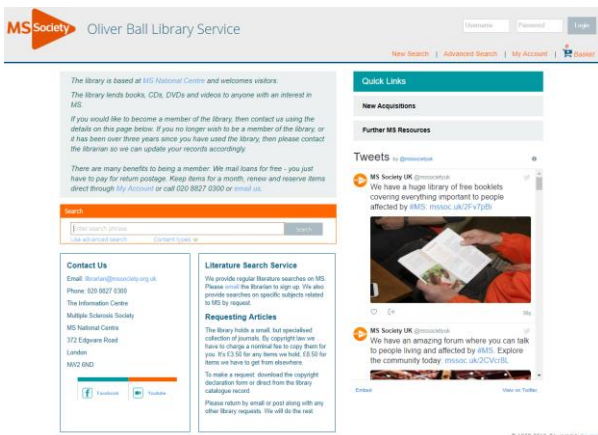 MS Society
Oliver Ball Library Service
Username
Password
Login
New Search | Advanced Search | My Account | Basket
The library is based at MS National Centre and welcomes visitors.
The library lends books, CDs, DVDs and videos to anyone with an interest in
MS.
If you would like to become a member of the library, then contact us using the
details on this page below. If you no longer wish to be a member of the library, or
it has been over three years since you have used the library, then please contact
the librarian so we can update your records accordingly.
There are many benefits to being a member. We mail loans for free - you just
have to pay for return postage. Keep items for a month, renew and reserve items
direct through My Account or call 020 8827 0300 or email us.
Search
Enter search phrase
Search
Use advanced search
Content types
Contact Us
Email: librarian@mssociety.org.uk
Phone: 020 8827 0300
The Information Centre
Multiple Sclerosis Society
MS National Centre
372 Edgware Road
London
NW2 6ND
Facebook
Youtube
Literature Search Service
We provide regular literature searches on MS.
Please email the librarian to sign up. We also
provide searches on specific subjects related
to MS by request.
Requesting Articles
The library holds a small, but specialised
collection of journals. By copyright law we
have to charge a nominal fee to copy them for
you. It's £3.50 for any items we hold, £8.50 for
items we have to get from elsewhere.
To make a request: download the copyright
declaration form or direct from the library
catalogue record
Please return by email or post along with any
other library requests. We will do the rest.
Quick Links
New Acquisitions
Further MS Resources
Tweets by @mssocietyuk
MS Society UK @mssocietyuk
We have a huge library of free booklets
covering everything important to people
affected by #MS. mssoc.uk/2Fv7pBi
MS Society UK @mssocietyuk
We have an amazing forum where you can talk
to people living and affected by #MS. Explore
the community today. mssoc.uk/2CVcrBL
Embed
View on Twitter